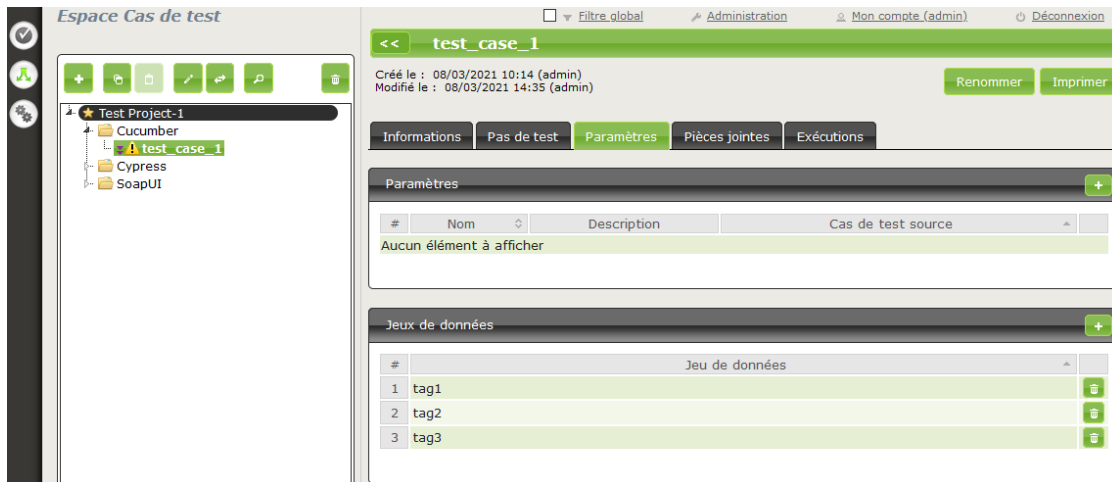 Espace Cas de test
Filtre global Administration Mon compte (admin) Déconnexion
<< test_case_1
Créé le : 08/03/2021 10:14 (admin)
Modifié le : 08/03/2021 14:35 (admin)
Renommer Imprimer
Test Project-1
Cucumber
test_case_1
Cypress
SoapUI
Informations Pas de test Paramètres Pièces jointes Exécutions
Paramètres
# Nom Description Cas de test source
Aucun élément à afficher
Jeux de données
# Jeu de données
1 tag1
2 tag2
3 tag3